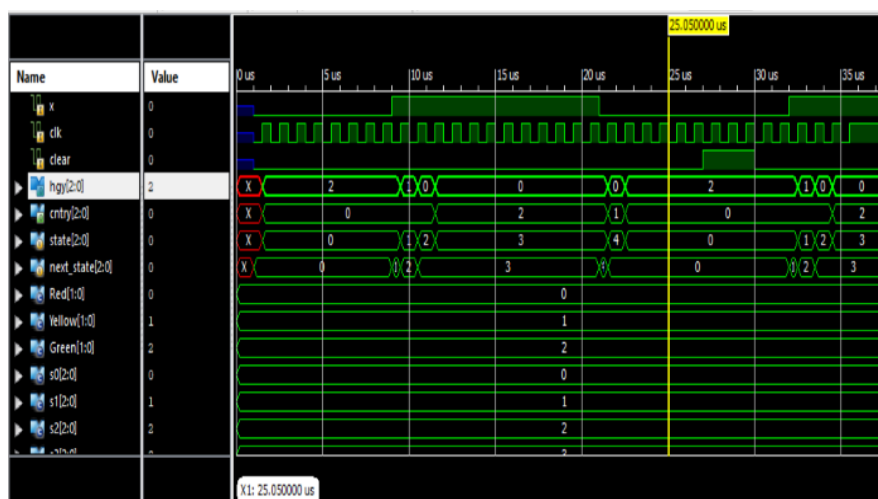 25.050000 us
Name Value 0 us 5 us 10 us 15 us 20 us 25 us 30 us 35 us
x 0
clk 0
clear 0
hgy[2:0] 2 X 2 1 0 0 0 2 1 0 0
cntry[2:0] 0 X 0 2 1 0 2
state[2:0] 0 X 0 1 2 3 4 0 1 2 3
next_state[2:0] 0 X 0 1 2 3 0 1 2 3
Red[1:0] 0 0
Yellow[1:0] 1 1
Green[1:0] 2 2
s0[2:0] 0 0
s1[2:0] 1 1
s2[2:0] 2 2
X1: 25.050000 us